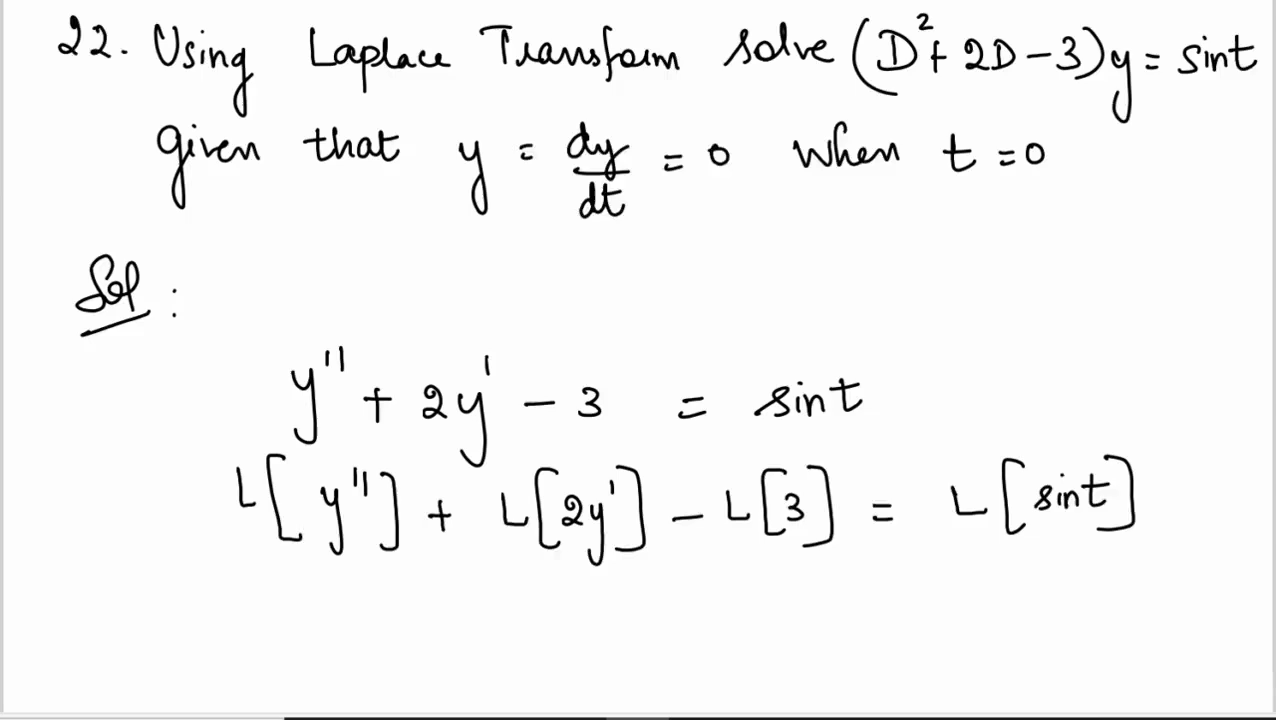 22. Using Laplace Transform solve (D²+ 2D - 3)y = sint
given that y = dy/dt = 0 when t = 0
Sol :
y'' + 2y' - 3 = sint
L[y''] + L[2y'] - L[3] = L[sint]